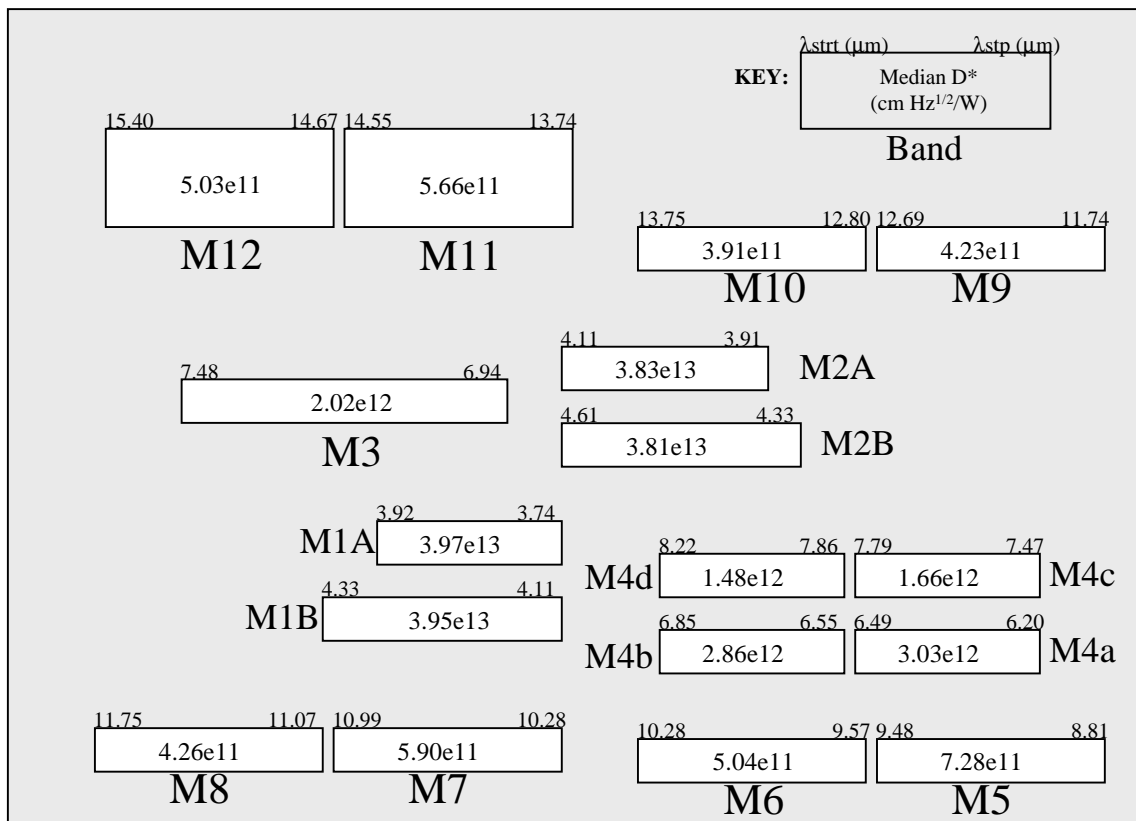 λstrt (μm) λstp (μm)
KEY: Median D*
(cm Hz1/2/W)
Band
15.40 14.67 14.55 13.74
5.03e11 5.66e11
M12 M11
13.75 12.80 12.69 11.74
3.91e11 4.23e11
M10 M9
4.11 3.91
3.83e13 M2A
7.48 6.94
2.02e12
M3
4.61 4.33
3.81e13 M2B
3.92 3.74
M1A 3.97e13
4.33 4.11
M1B 3.95e13
8.22 7.86 7.79 7.47
M4d 1.48e12 1.66e12 M4c
6.85 6.55 6.49 6.20
M4b 2.86e12 3.03e12 M4a
11.75 11.07 10.99 10.28
4.26e11 5.90e11
M8 M7
10.28 9.57 9.48 8.81
5.04e11 7.28e11
M6 M5